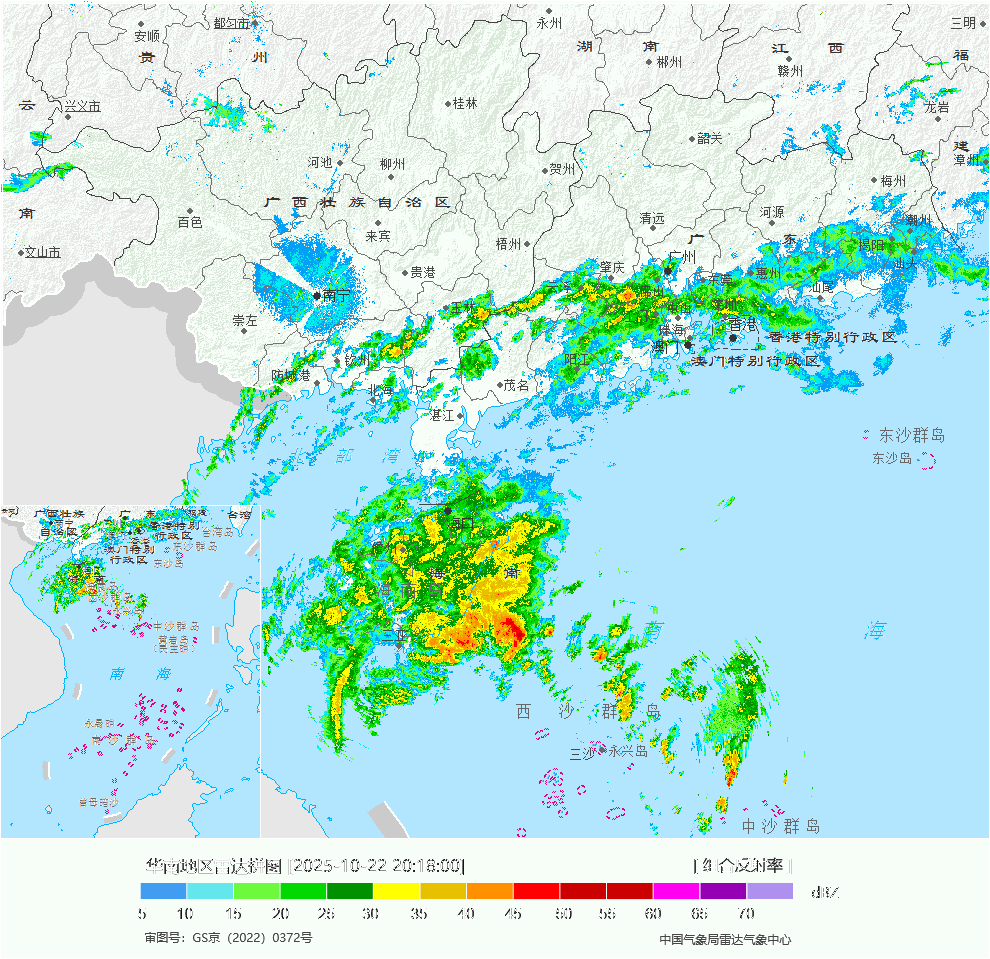 永州
三明
都匀市
安顺
贵 州
湖 南
江 西
福
郴州
赣州
云
兴义市
桂林
龙岩
韶关
建
漳州
河池
柳州
贺州
梅州
广西壮族自治区
南
百色
清远
河源
潮州
来宾
梧州
广 东
揭阳
文山市
广州
汕头
贵港
肇庆
惠州
东莞
南宁
云浮
佛山
汕尾
玉林
崇左
珠海
香港
香港特别行政区
澳门
钦州
阳江
澳门特别行政区
防城港
茂名
北海
湛江
东沙群岛
北 部 湾
东沙岛
海口
广西壮族自治区
广 东
福建
台湾
香港特别行政区
台湾岛
澳门特别行政区
东沙群岛
东沙岛
海 南
海南岛
中沙群岛
黄岩岛
三亚
南 海
南 海
西沙群岛
三沙
永兴岛
永暑礁
南沙群岛
曾母暗沙
中沙群岛
华南地区雷达拼图 [2025-10-22 20:18:00]
[组合反射率]
dBZ
5 10 15 20 25 30 35 40 45 50 55 60 65 70
审图号：GS京（2022）0372号
中国气象局雷达气象中心